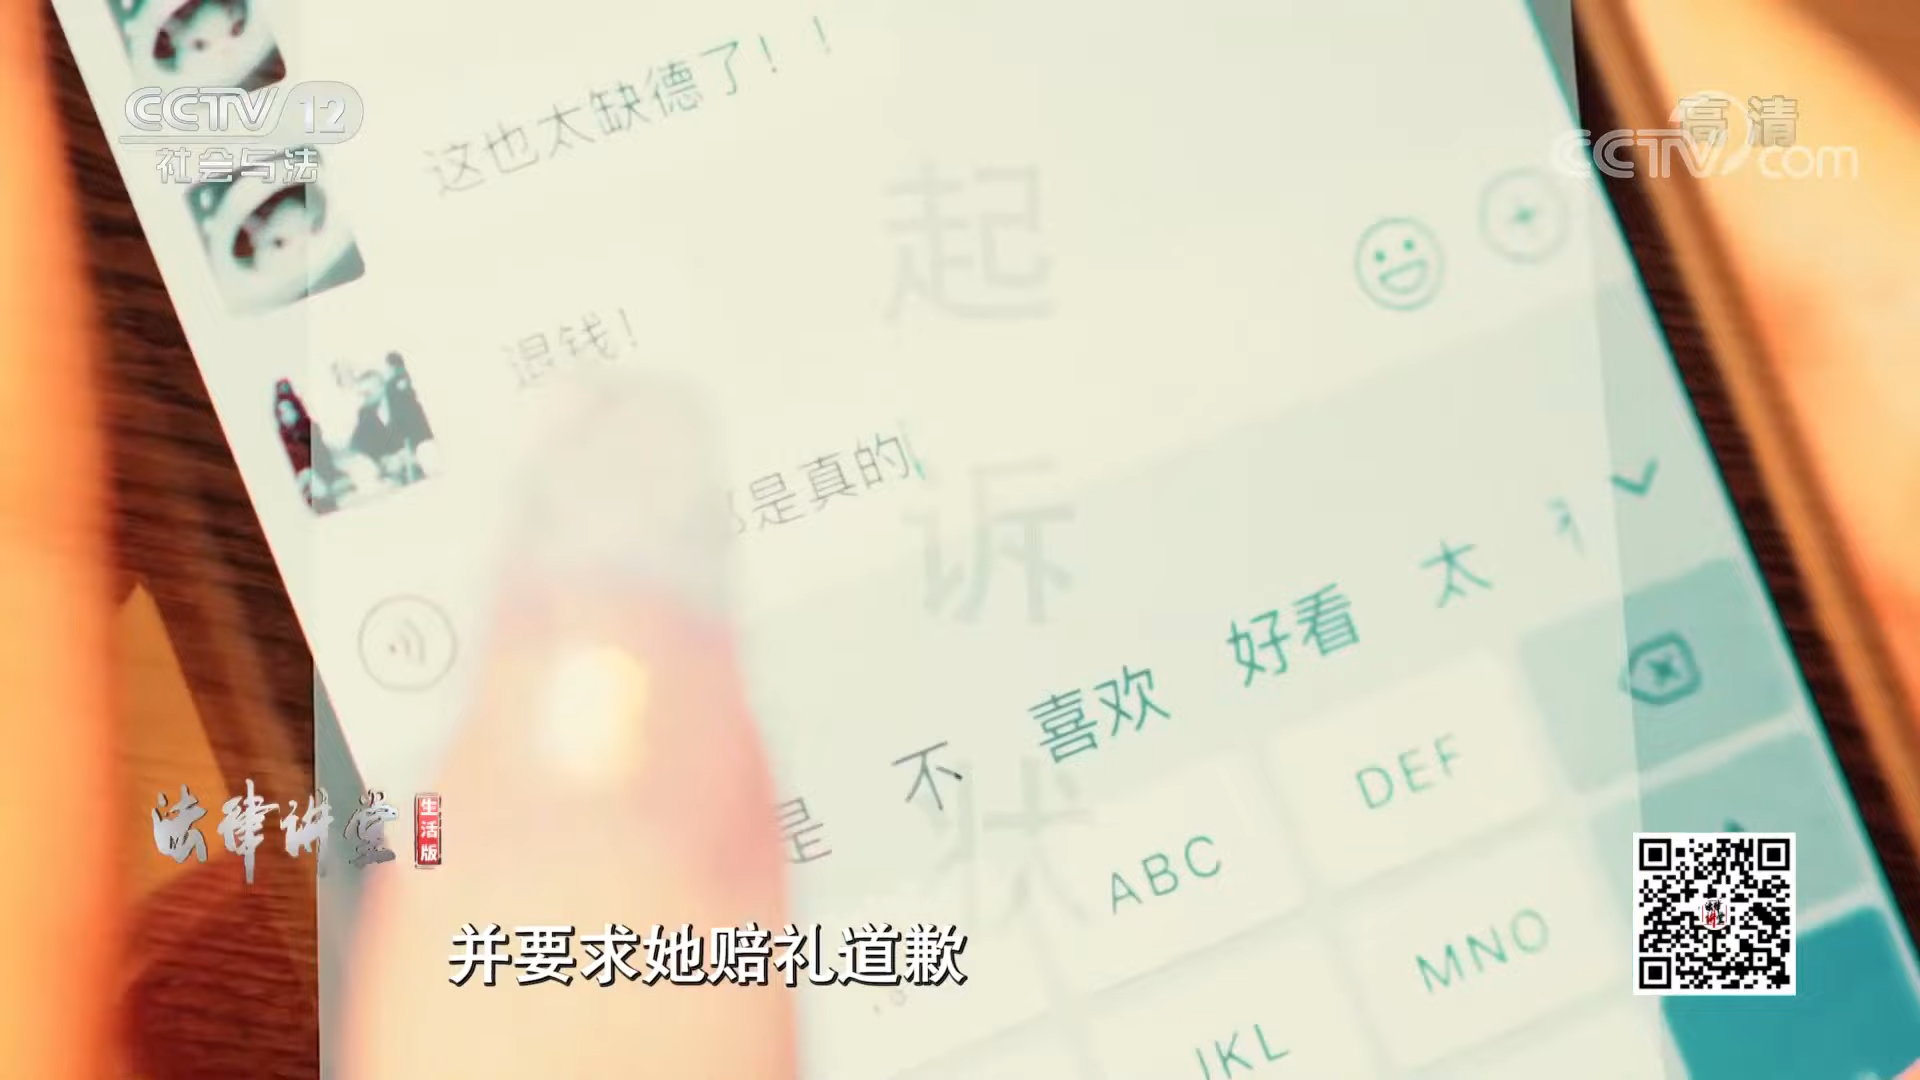 这也太缺德了！！
CCTV 12
社会与法
高清
CCTV com
起
诉
状
退钱！
是真的
是 不 喜欢 好看 太
ABC DEF
JKL MNO
法律讲堂
生活版
并要求她赔礼道歉